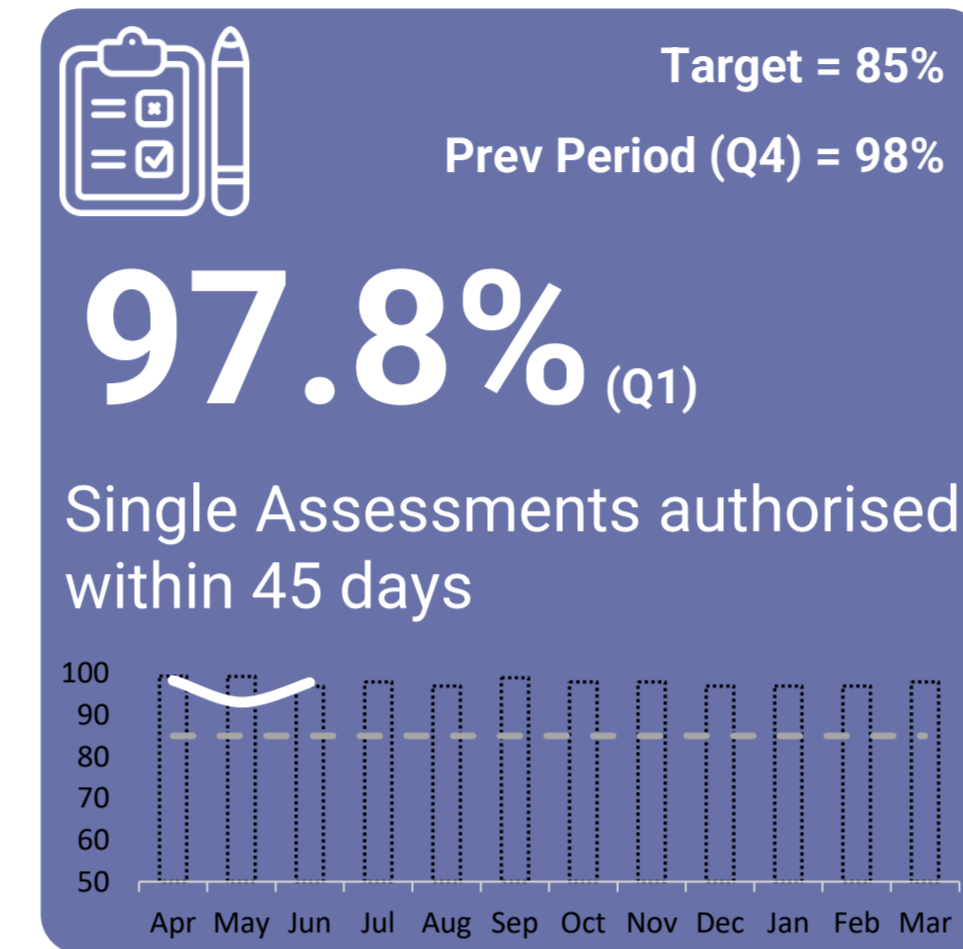 Target = 85%
Prev Period (Q4) = 98%
97.8% (Q1)
Single Assessments authorised
within 45 days
100
90
80
70
60
50
Apr May Jun Jul Aug Sep Oct Nov Dec Jan Feb Mar